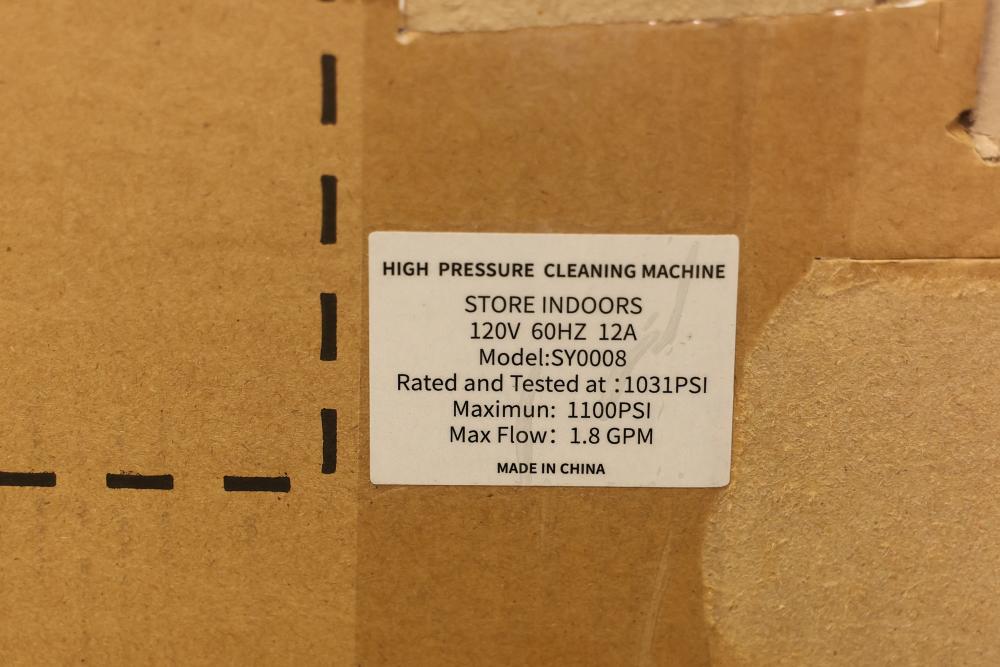 HIGH PRESSURE CLEANING MACHINE
STORE INDOORS
120V 60HZ 12A
Model:SY0008
Rated and Tested at :1031PSI
Maximun: 1100PSI
Max Flow: 1.8 GPM
MADE IN CHINA